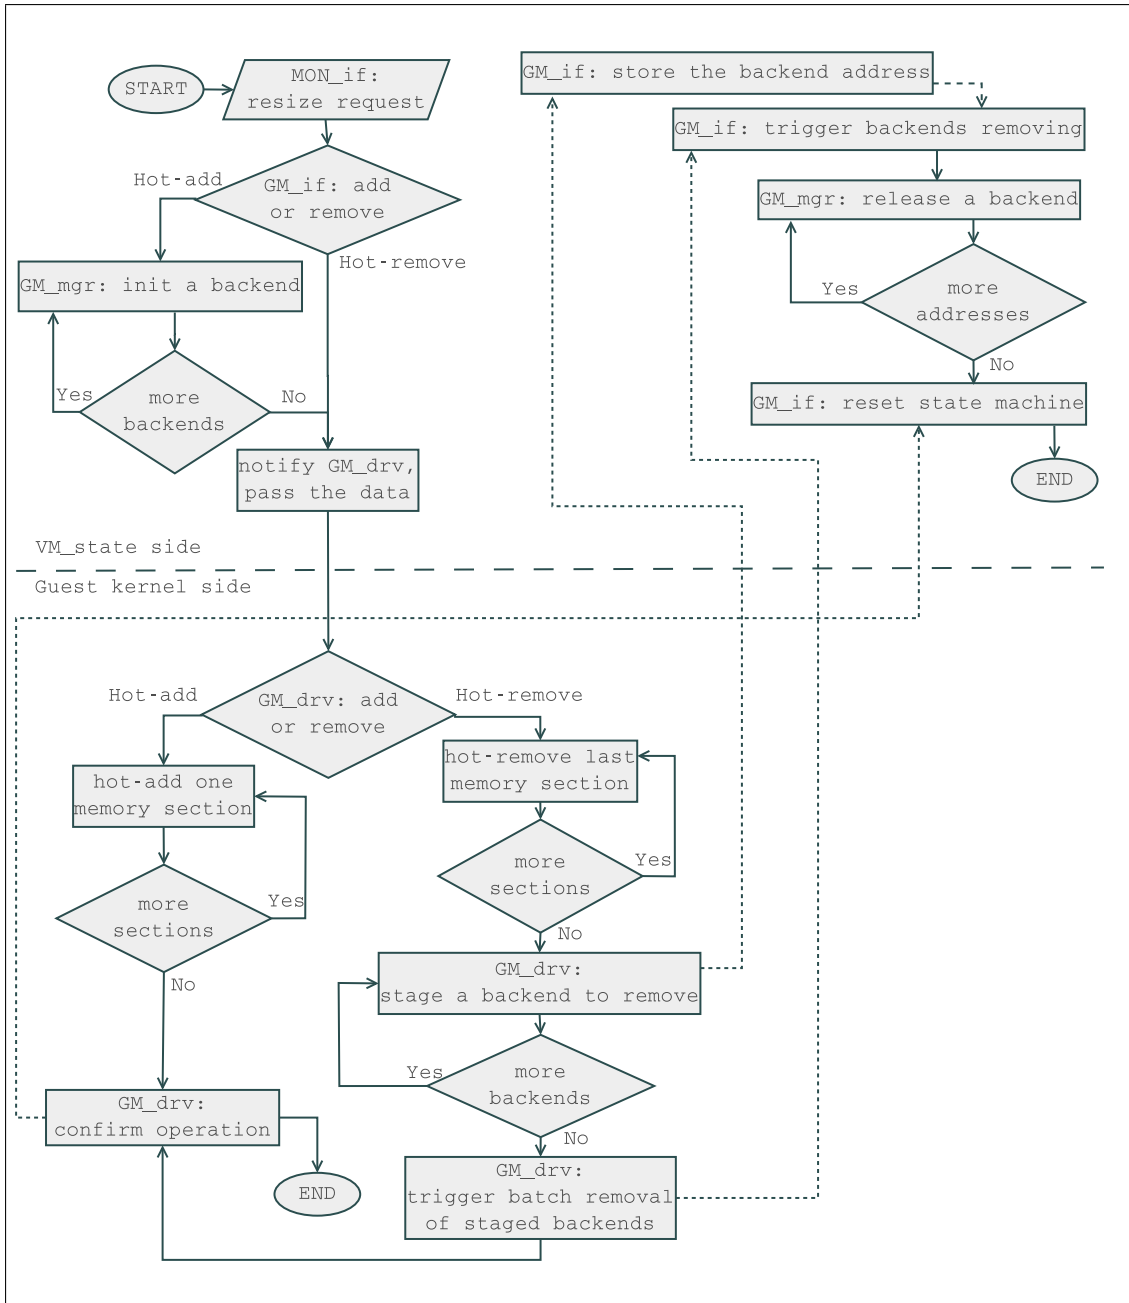 START
MON_if:
resize request
GM_if: add
or remove
Hot-add
Hot-remove
GM_mgr: init a backend
more
backends
Yes
No
notify GM_drv,
pass the data
GM_if: store the backend address
GM_if: trigger backends removing
GM_mgr: release a backend
more
addresses
Yes
No
GM_if: reset state machine
END
VM_state side
Guest kernel side
GM_drv: add
or remove
Hot-add
Hot-remove
hot-add one
memory section
more
sections
Yes
No
hot-remove last
memory section
more
sections
Yes
No
GM_drv:
stage a backend to remove
more
backends
Yes
No
GM_drv:
confirm operation
END
GM_drv:
trigger batch removal
of staged backends